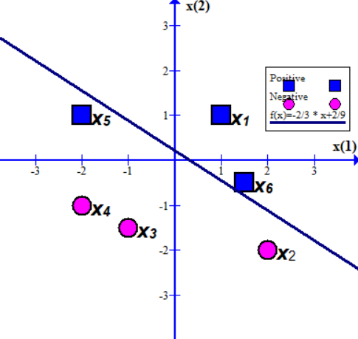 x(2)
3
2
Positive
Negative
f(x)=-2/3 * x+2/9
1
x5
x1
x(1)
-3
-2
-1
1
2
3
x6
-1
x4
x3
-2
x2
-3